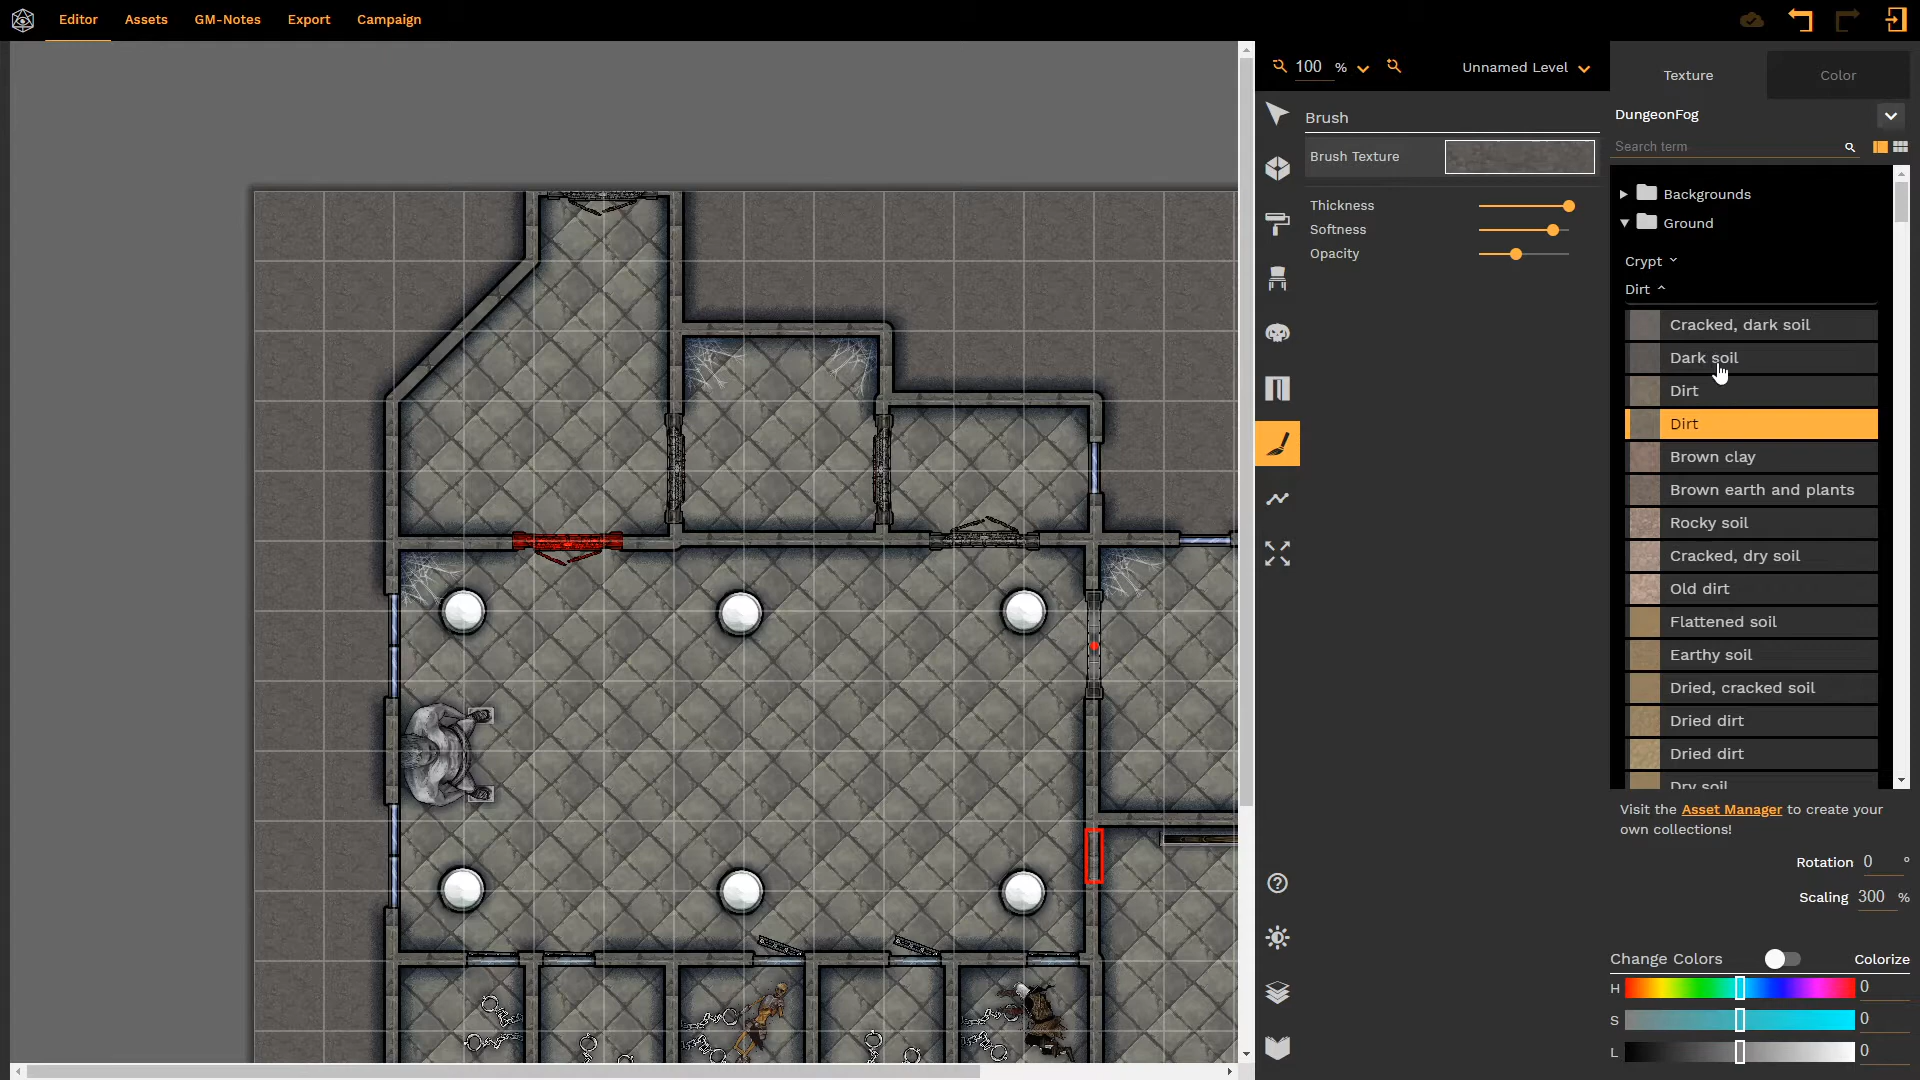 Editor Assets GM-Notes Export Campaign
100 % Unnamed Level
Texture Color
DungeonFog
Search term
Brush
Brush Texture
Thickness
Softness
Opacity
Backgrounds
Ground
Crypt
Dirt
Cracked, dark soil
Dark soil
Dirt
Dirt
Brown clay
Brown earth and plants
Rocky soil
Cracked, dry soil
Old dirt
Flattened soil
Earthy soil
Dried, cracked soil
Dried dirt
Dried dirt
Dry soil
Visit the Asset Manager to create your
own collections!
Rotation 0 °
Scaling 300 %
Change Colors Colorize
H 0
S 0
L 0